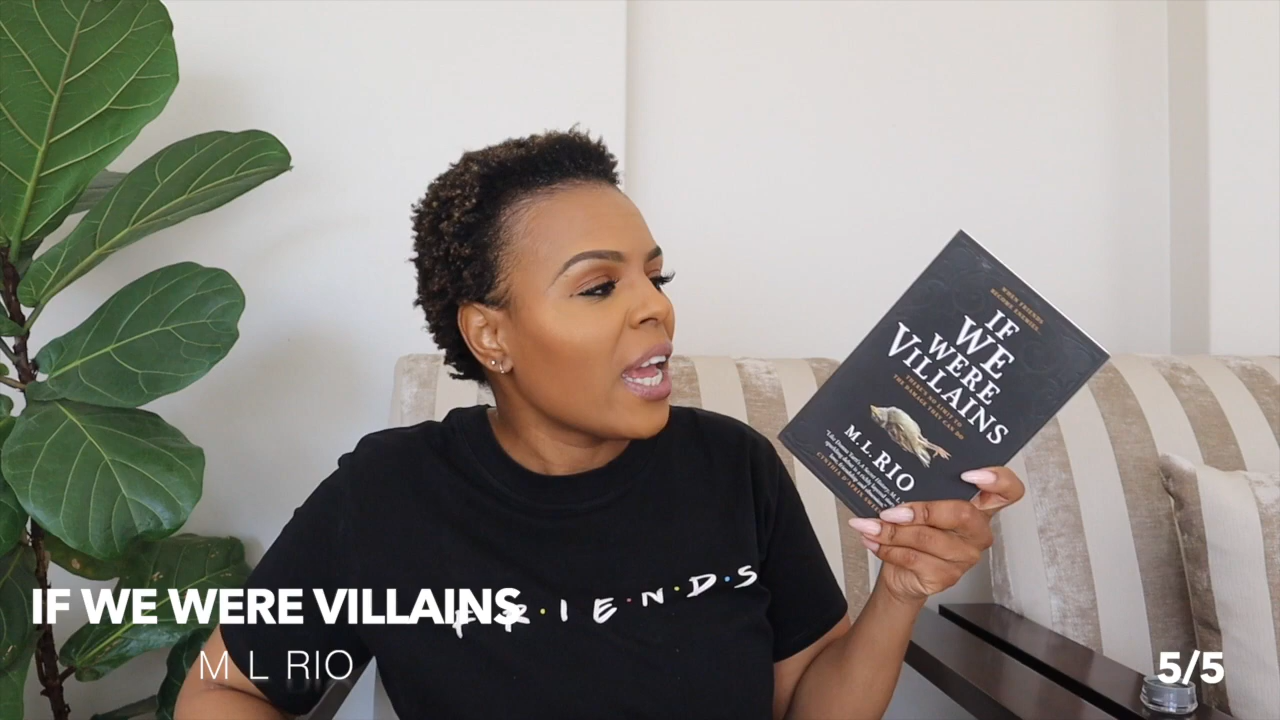 WHEN FRIENDS
BECOME ENEMIES.
IF
WE
WERE
VILLAINS
THERE'S NO LIMIT TO
THE DAMAGE THEY CAN DO
M. L. RIO
FRIENDS
IF WE WERE VILLAINS
M L RIO
5/5